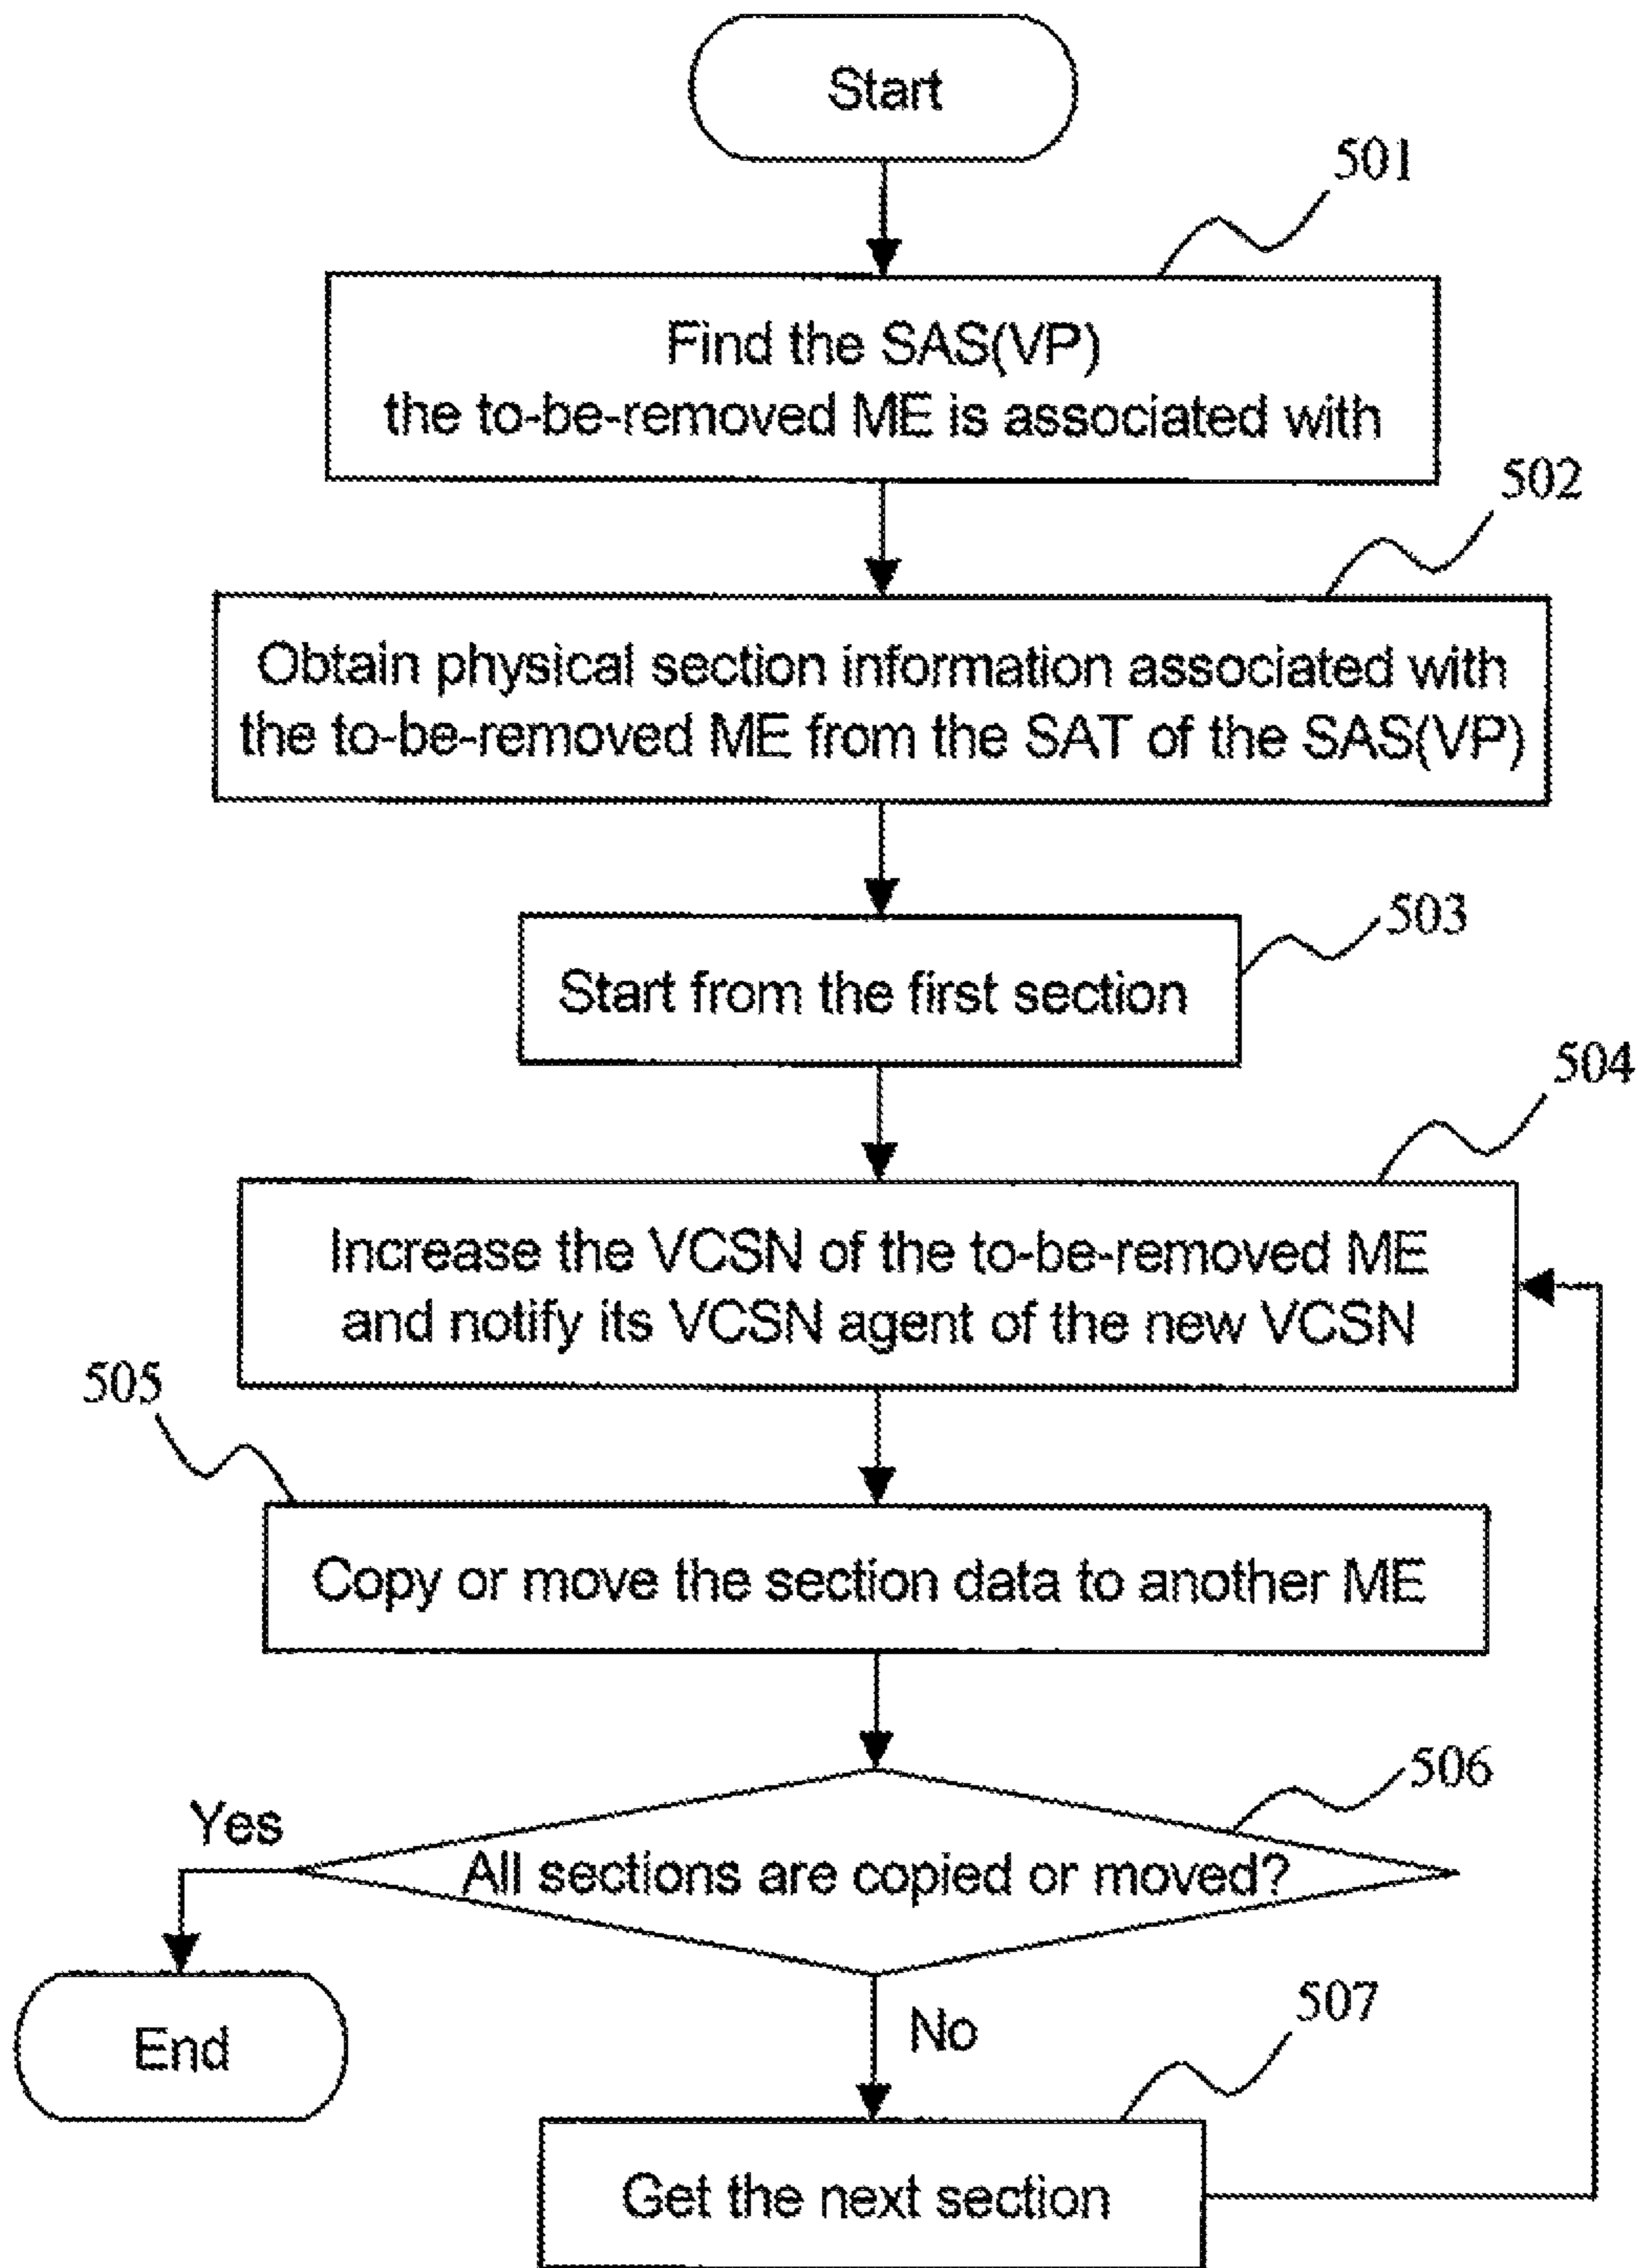 Start
501
Find the SAS(VP)
the to-be-removed ME is associated with
502
Obtain physical section information associated with
the to-be-removed ME from the SAT of the SAS(VP)
503
Start from the first section
504
Increase the VCSN of the to-be-removed ME
and notify its VCSN agent of the new VCSN
505
Copy or move the section data to another ME
506
Yes
All sections are copied or moved?
507
No
End
Get the next section